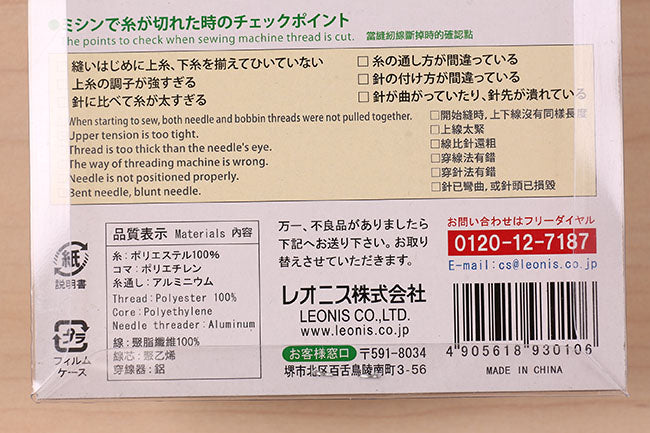 ミシンで糸が切れた時のチェックポイント
The points to check when sewing machine thread is cut. 當縫紉線斷掉時的確認點
□縫いはじめに上糸、下糸を揃えてひいていない
□上糸の調子が強すぎる
□針に比べて糸が太すぎる
□糸の通し方が間違っている
□針の付け方が間違っている
□針が曲がっていたり、針先が潰れている
□When starting to sew, both needle and bobbin threads were not pulled together.
□Upper tension is too tight.
□Thread is too thick than the needle's eye.
□The way of threading machine is wrong.
□Needle is not positioned properly.
□Bent needle, blunt needle.
□開始縫時, 上下線沒有同樣長度
□上線太緊
□線比針還粗
□穿線法有錯
□穿針法有錯
□針已彎曲, 或針頭已損毀
紙
説明書
プラ
フィルム
ケース
品質表示 Materials 內容
糸：ポリエステル100%
コマ：ポリエチレン
糸通し：アルミニウム
Thread：Polyester 100%
Core：Polyethylene
Needle threader：Aluminum
線：聚脂纖維100%
線芯：聚乙烯
穿線器：鋁
万一、不良品がありましたら
下記へお送り下さい。お取り
替えさせていただきます。
レオニス株式会社
LEONIS CO.,LTD.
www.leonis.co.jp
お客様窓口 〒591-8034
堺市北区百舌鳥陵南町3-56
お問い合わせはフリーダイヤル
0120-12-7187
E-mail:cs@leonis.co.jp
4 905618 930106
MADE IN CHINA